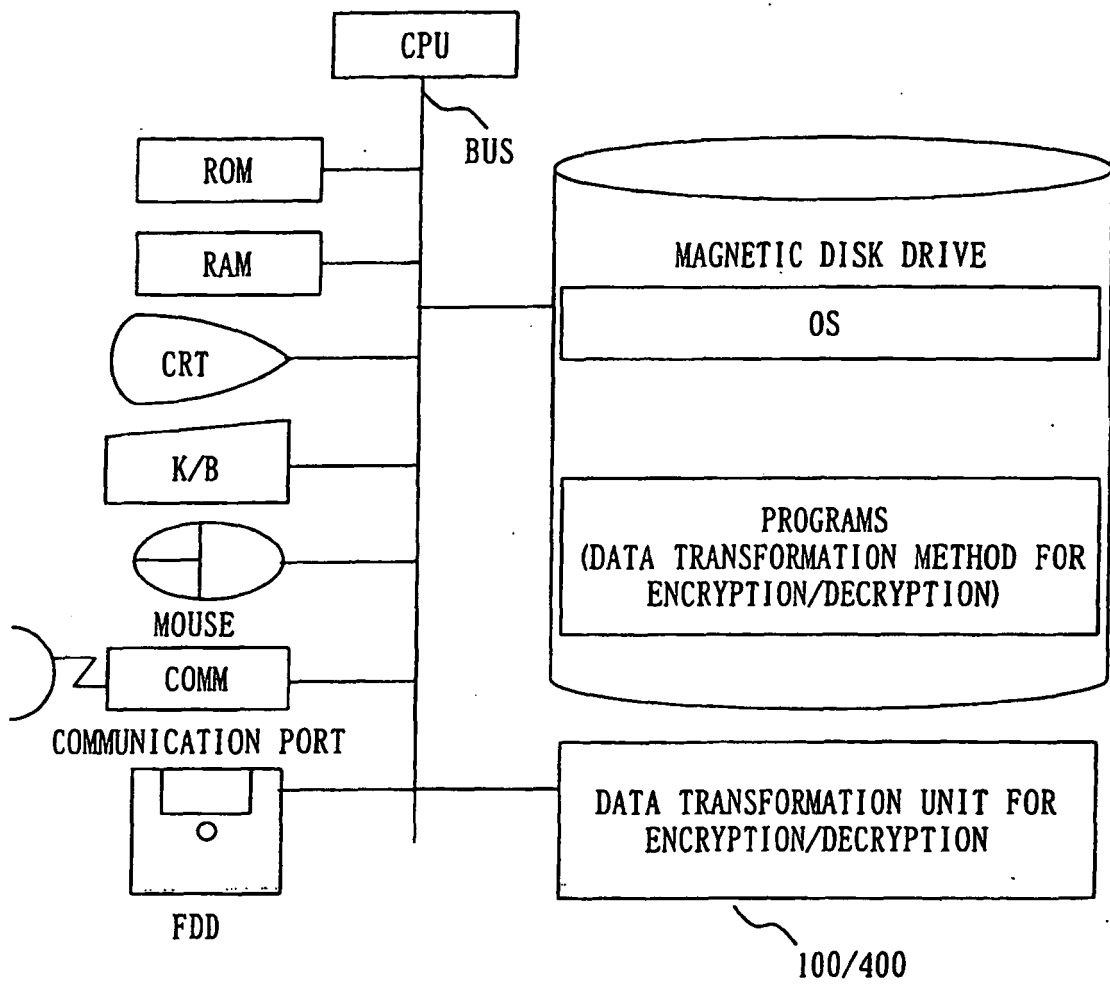 CPU
BUS
ROM
RAM
CRT
K/B
MOUSE
COMM
COMMUNICATION PORT
FDD
MAGNETIC DISK DRIVE
OS
PROGRAMS
(DATA TRANSFORMATION METHOD FOR
ENCRYPTION/DECRYPTION)
DATA TRANSFORMATION UNIT FOR
ENCRYPTION/DECRYPTION
100/400